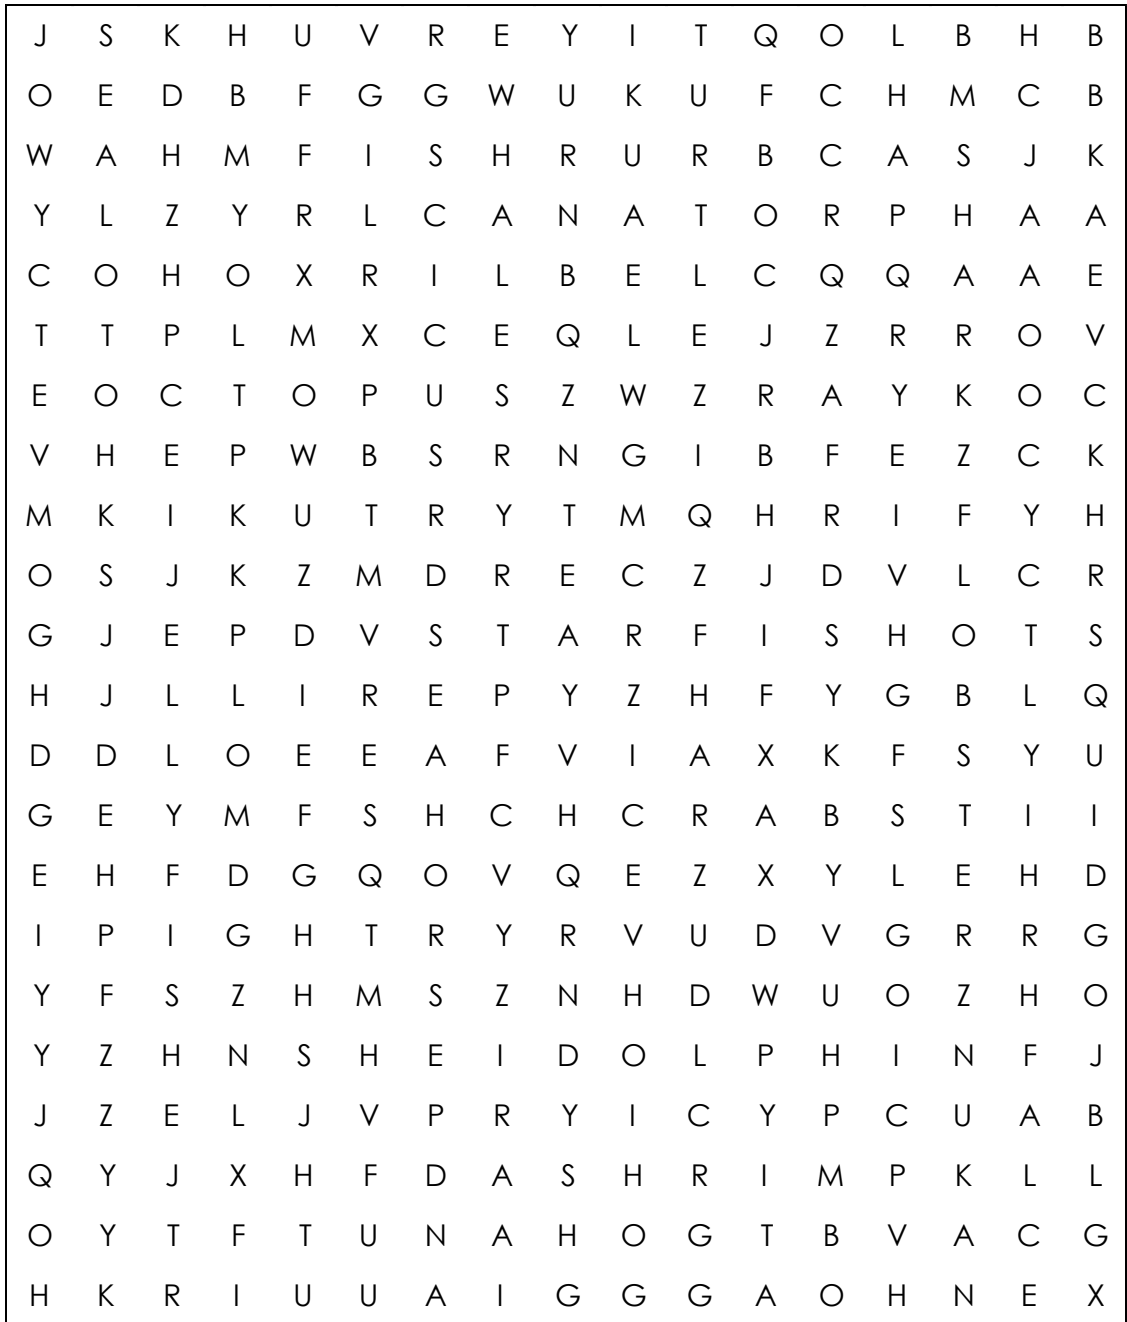 J S K H U V R E Y I T Q O L B H B
O E D B F G G W U K U F C H M C B
W A H M F I S H R U R B C A S J K
Y L Z Y R L C A N A T O R P H A A
C O H O X R I L B E L C Q Q A A E
T T P L M X C E Q L E J Z R R O V
E O C T O P U S Z W Z R A Y K O C
V H E P W B S R N G I B F E Z C K
M K I K U T R Y T M Q H R I F Y H
O S J K Z M D R E C Z J D V L C R
G J E P D V S T A R F I S H O T S
H J L L I R E P Y Z H F Y G B L Q
D D L O E E A F V I A X K F S Y U
G E Y M F S H C H C R A B S T I I
E H F D G Q O V Q E Z X Y L E H D
I P I G H T R Y R V U D V G R R G
Y F S Z H M S Z N H D W U O Z H O
Y Z H N S H E I D O L P H I N F J
J Z E L J V P R Y I C Y P C U A B
Q Y J X H F D A S H R I M P K L L
O Y T F T U N A H O G T B V A C G
H K R I U U A I G G G A O H N E X